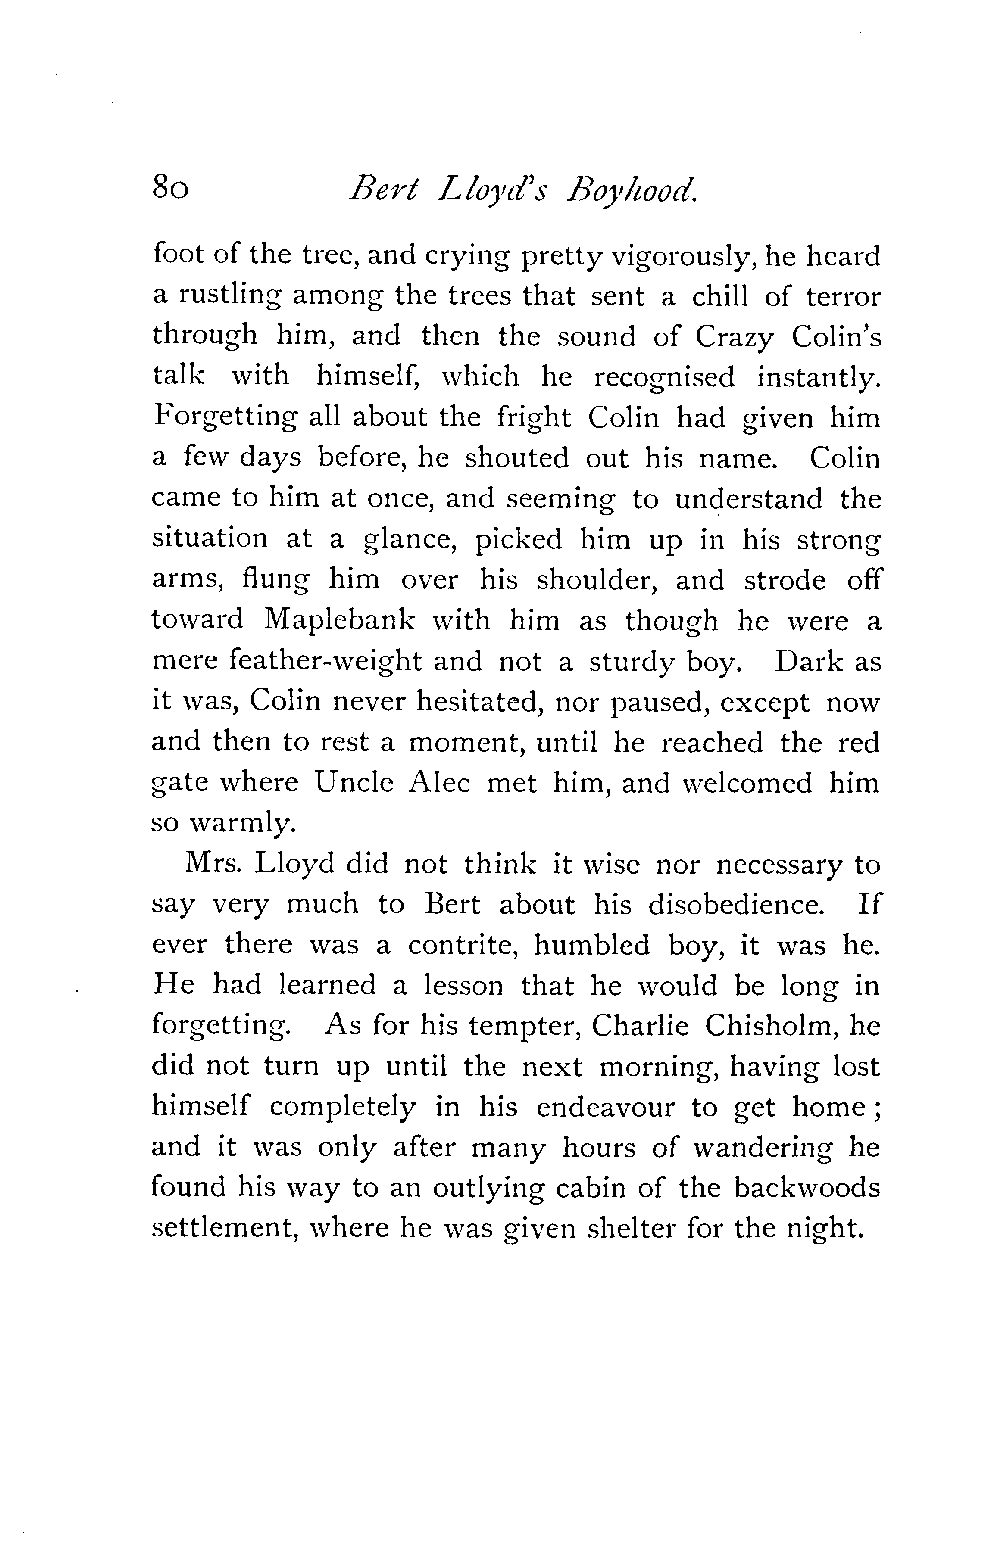 80 Bert Lloyd's Boyhood.
foot of the tree, and crying pretty vigorously, he heard
a rustling among the trees that sent a chill of terror
through him, and then the sound of Crazy Colin's
talk with himself, which he recognised instantly.
Forgetting all about the fright Colin had given him
a few days before, he shouted out his name. Colin
came to him at once, and seeming to understand the
situation at a glance, picked him up in his strong
arms, flung him over his shoulder, and strode off
toward Maplebank with him as though he were a
mere feather-weight and not a sturdy boy. Dark as
it was, Colin never hesitated, nor paused, except now
and then to rest a moment, until he reached the red
gate where Uncle Alec met him, and welcomed him
so warmly.
Mrs. Lloyd did not think it wise nor necessary to
say very much to Bert about his disobedience. If
ever there was a contrite, humbled boy, it was he.
He had learned a lesson that he would be long in
forgetting. As for his tempter, Charlie Chisholm, he
did not turn up until the next morning, having lost
himself completely in his endeavour to get home ;
and it was only after many hours of wandering he
found his way to an outlying cabin of the backwoods
settlement, where he was given shelter for the night.